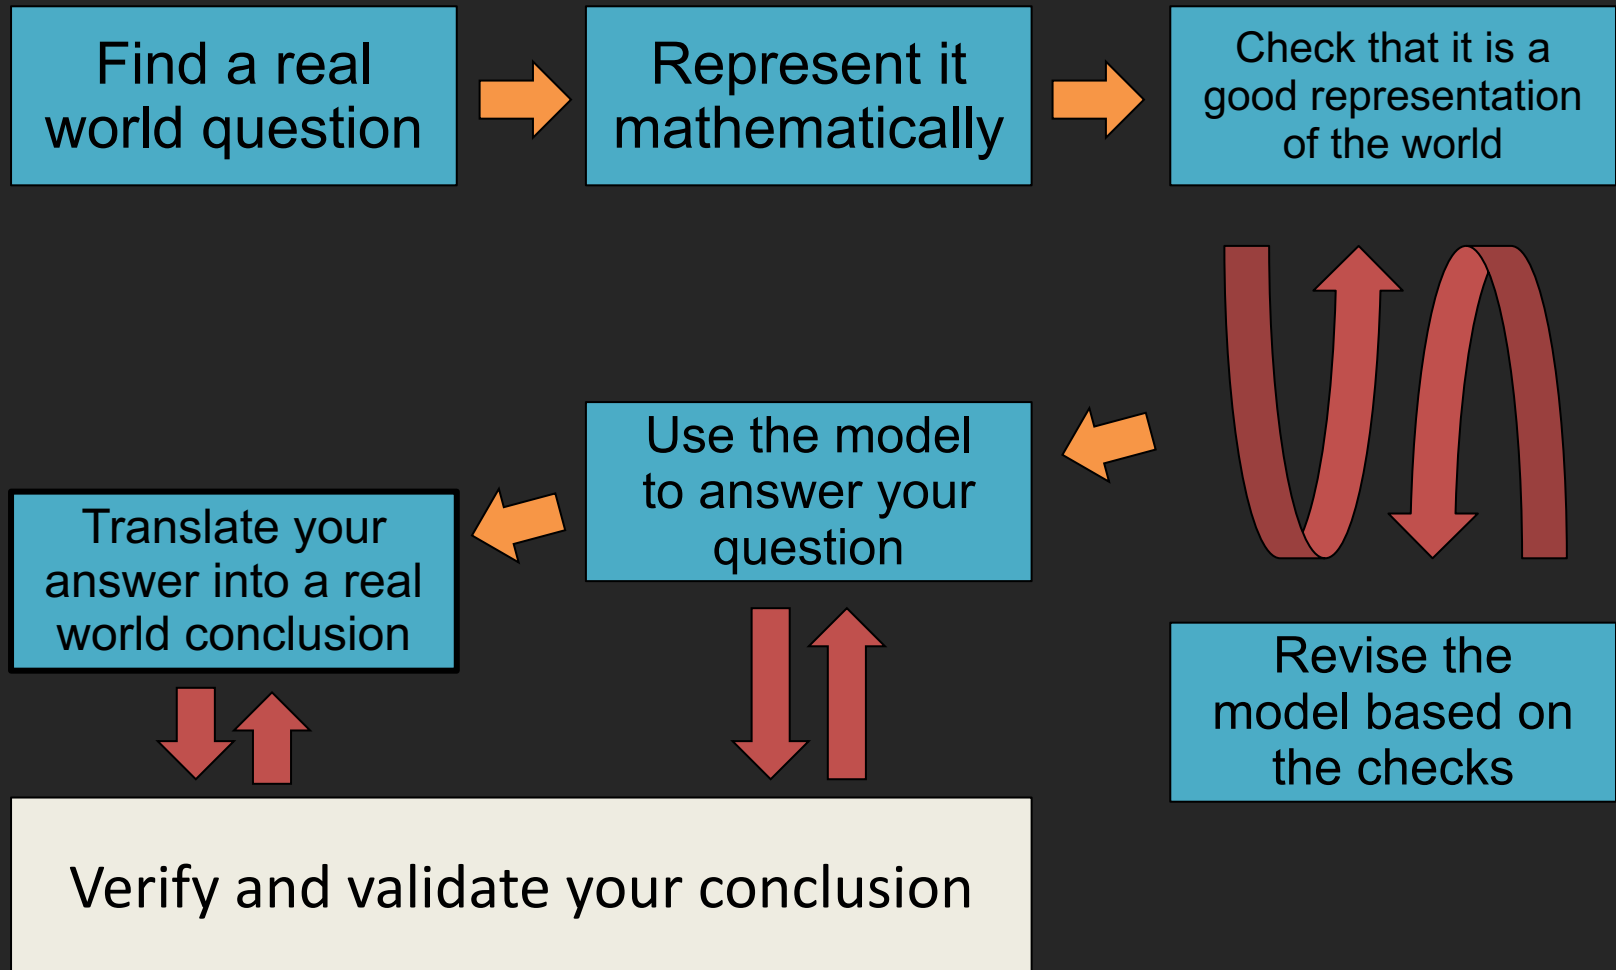 Find a real
world question
Represent it
mathematically
Check that it is a
good representation
of the world
Use the model
to answer your
question
Translate your
answer into a real
world conclusion
Revise the
model based on
the checks
Verify and validate your conclusion